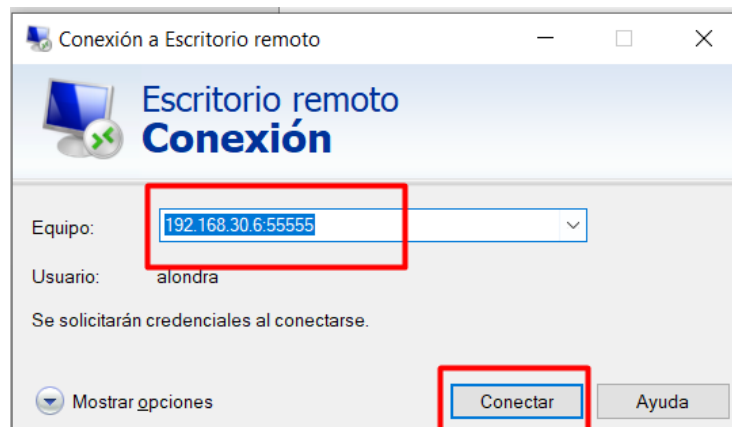 Conexión a Escritorio remoto
Escritorio remoto
Conexión
Equipo: 192.168.30.6:55555
Usuario: alondra
Se solicitarán credenciales al conectarse.
Mostrar opciones Conectar Ayuda